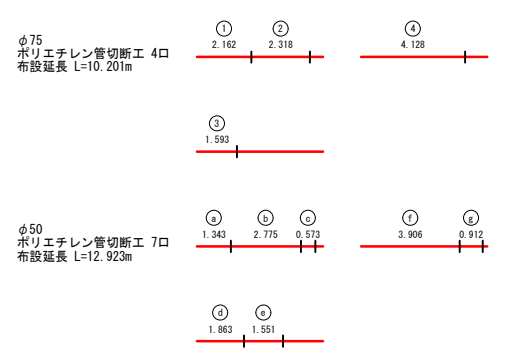 φ75
ポリエチレン管切断工 4口
布設延長 L=10.201m
① ②
2.162 2.318
④
4.128
③
1.593
φ50
ポリエチレン管切断工 7口
布設延長 L=12.923m
ⓐ ⓑ ⓒ
1.343 2.775 0.573
ⓕ ⓖ
3.906 0.912
ⓓ ⓔ
1.863 1.551